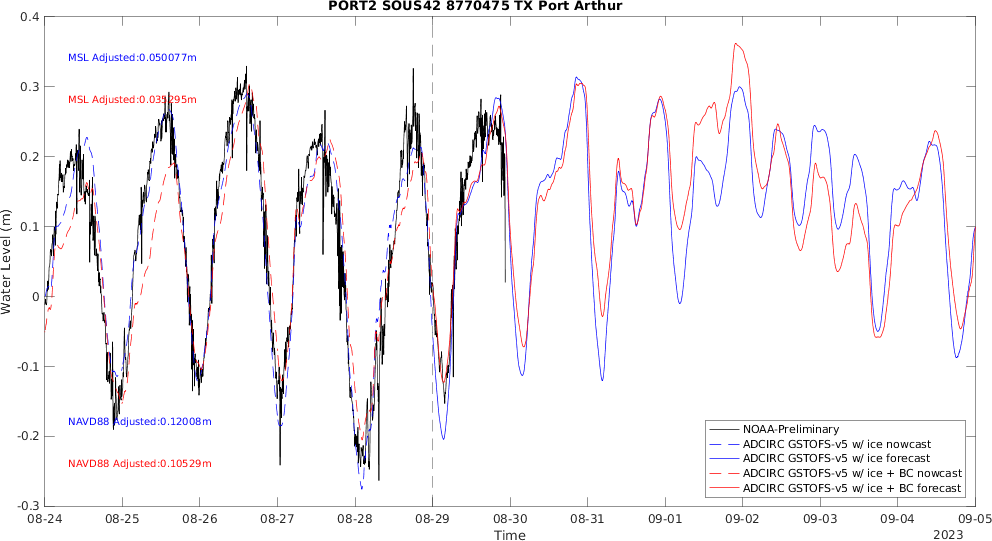 PORT2 SOUS42 8770475 TX Port Arthur
Water Level (m)
0.4
0.3
0.2
0.1
0
-0.1
-0.2
-0.3
MSL Adjusted:0.050077m
MSL Adjusted:0.035295m
NAVD88 Adjusted:0.12008m
NAVD88 Adjusted:0.10529m
NOAA-Preliminary
ADCIRC GSTOFS-v5 w/ ice nowcast
ADCIRC GSTOFS-v5 w/ ice forecast
ADCIRC GSTOFS-v5 w/ ice + BC nowcast
ADCIRC GSTOFS-v5 w/ ice + BC forecast
08-24 08-25 08-26 08-27 08-28 08-29 08-30 08-31 09-01 09-02 09-03 09-04 09-05
Time
2023